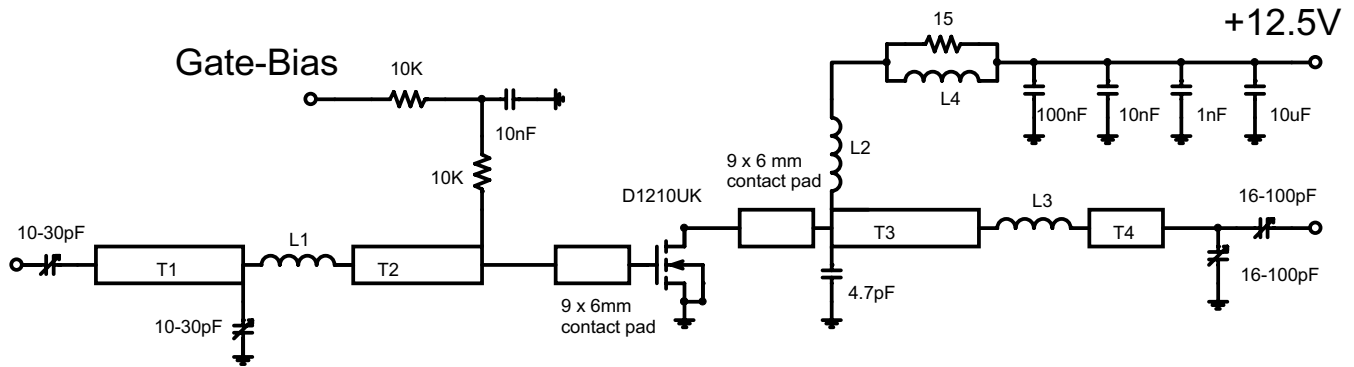 15
+12.5V
Gate-Bias
10K
L4
100nF
10nF
1nF
10uF
10nF
L2
9 x 6 mm
contact pad
10K
D1210UK
L3
16-100pF
10-30pF
L1
T1
T2
T3
T4
16-100pF
4.7pF
9 x 6mm
contact pad
10-30pF